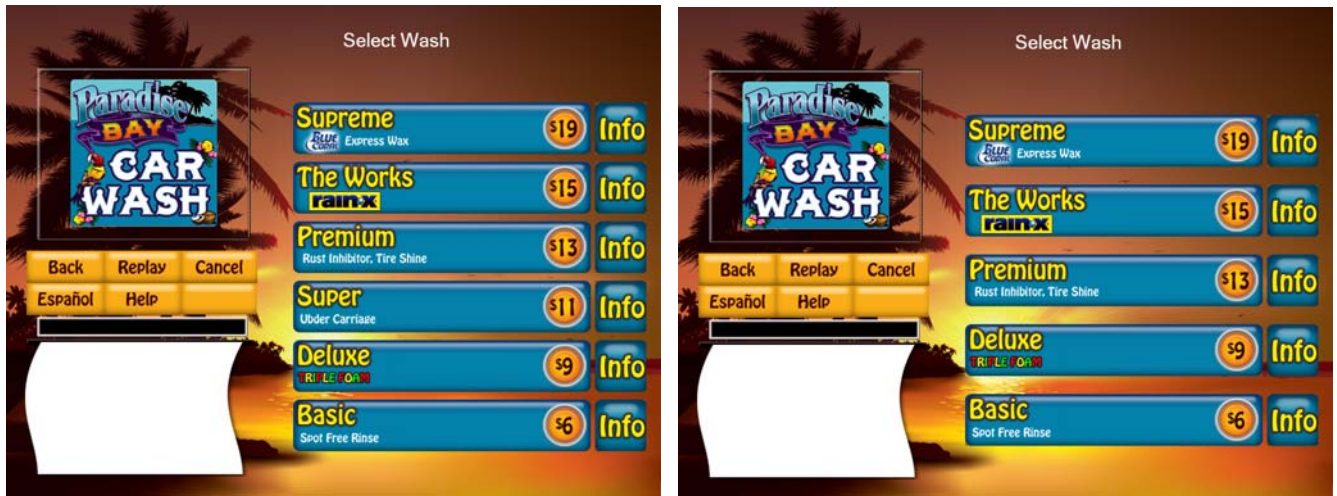 Select Wash
Paradise
BAY
CAR
WASH
Supreme $19 Info
BLUE CORAL Express Wax
The Works $15 Info
rain-x
Premium $13 Info
Rust Inhibitor, Tire Shine
Super $11 Info
Ubder Carriage
Deluxe $9 Info
TRIPLE FOAM
Basic $6 Info
Spot Free Rinse
Back Replay Cancel
Español Help
Select Wash
Paradise
BAY
CAR
WASH
Supreme $19 Info
BLUE CORAL Express Wax
The Works $15 Info
rain-x
Premium $13 Info
Rust Inhibitor, Tire Shine
Deluxe $9 Info
TRIPLE FOAM
Basic $6 Info
Spot Free Rinse
Back Replay Cancel
Español Help